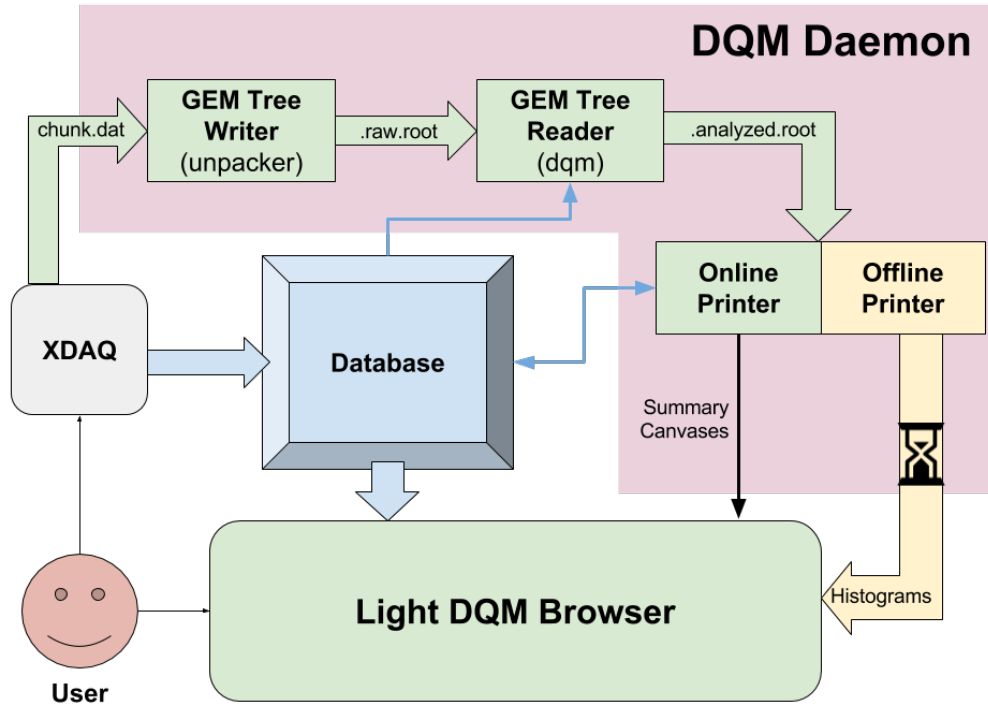 DQM Daemon
GEM Tree
Writer
(unpacker)
GEM Tree
Reader
(dqm)
chunk.dat
.raw.root
.analyzed.root
Online
Printer
Offline
Printer
XDAQ
Database
Summary
Canvases
Histograms
Light DQM Browser
User